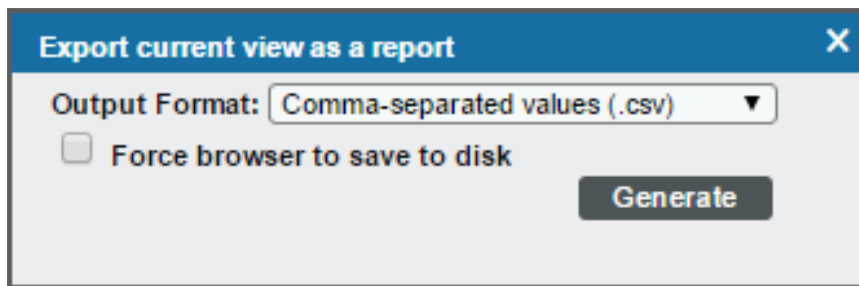 Export current view as a report
Output Format: Comma-separated values (.csv)
Force browser to save to disk
Generate